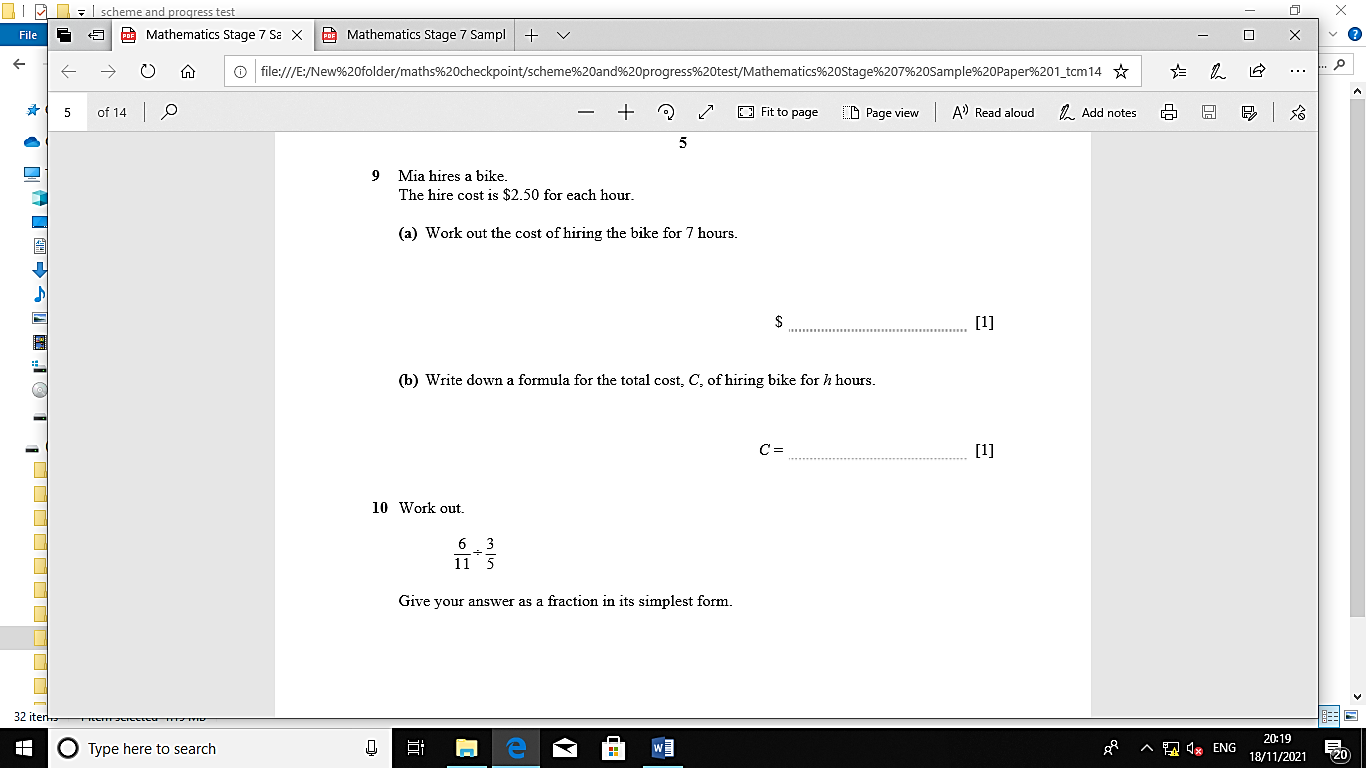 scheme and progress test
File
Mathematics Stage 7 Sa
Mathematics Stage 7 Sampl
file:///E:/New%20folder/maths%20checkpoint/scheme%20and%20progress%20test/Mathematics%20Stage%207%20Sample%20Paper%201_tcm14
5 of 14
Fit to page
Page view
Read aloud
Add notes
5
9 Mia hires a bike.
The hire cost is $2.50 for each hour.
(a) Work out the cost of hiring the bike for 7 hours.
$ [1]
(b) Write down a formula for the total cost, C, of hiring bike for h hours.
C = [1]
10 Work out.
6/11 ÷ 3/5
Give your answer as a fraction in its simplest form.
32 items
Type here to search
ENG
20:19
18/11/2021
20